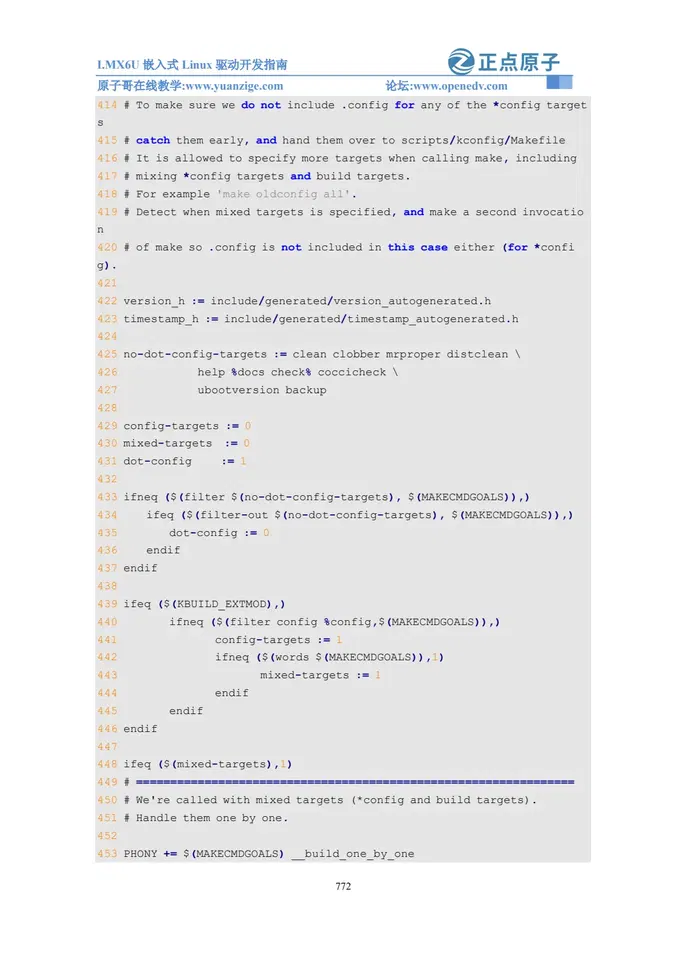 I.MX6U 嵌入式 Linux 驱动开发指南
正点原子
原子哥在线教学:www.yuanzige.com 论坛:www.openedv.com
414 # To make sure we do not include .config for any of the *config target
s
415 # catch them early, and hand them over to scripts/kconfig/Makefile
416 # It is allowed to specify more targets when calling make, including
417 # mixing *config targets and build targets.
418 # For example 'make oldconfig all'.
419 # Detect when mixed targets is specified, and make a second invocatio
n
420 # of make so .config is not included in this case either (for *confi
g).
421
422 version_h := include/generated/version_autogenerated.h
423 timestamp_h := include/generated/timestamp_autogenerated.h
424
425 no-dot-config-targets := clean clobber mrproper distclean \
426 help %docs check% coccicheck \
427 ubootversion backup
428
429 config-targets := 0
430 mixed-targets := 0
431 dot-config := 1
432
433 ifneq ($(filter $(no-dot-config-targets), $(MAKECMDGOALS)),)
434 ifeq ($(filter-out $(no-dot-config-targets), $(MAKECMDGOALS)),)
435 dot-config := 0
436 endif
437 endif
438
439 ifeq ($(KBUILD_EXTMOD),)
440 ifneq ($(filter config %config,$(MAKECMDGOALS)),)
441 config-targets := 1
442 ifneq ($(words $(MAKECMDGOALS)),1)
443 mixed-targets := 1
444 endif
445 endif
446 endif
447
448 ifeq ($(mixed-targets),1)
449 # ================================================================
450 # We're called with mixed targets (*config and build targets).
451 # Handle them one by one.
452
453 PHONY += $(MAKECMDGOALS) __build_one_by_one
772